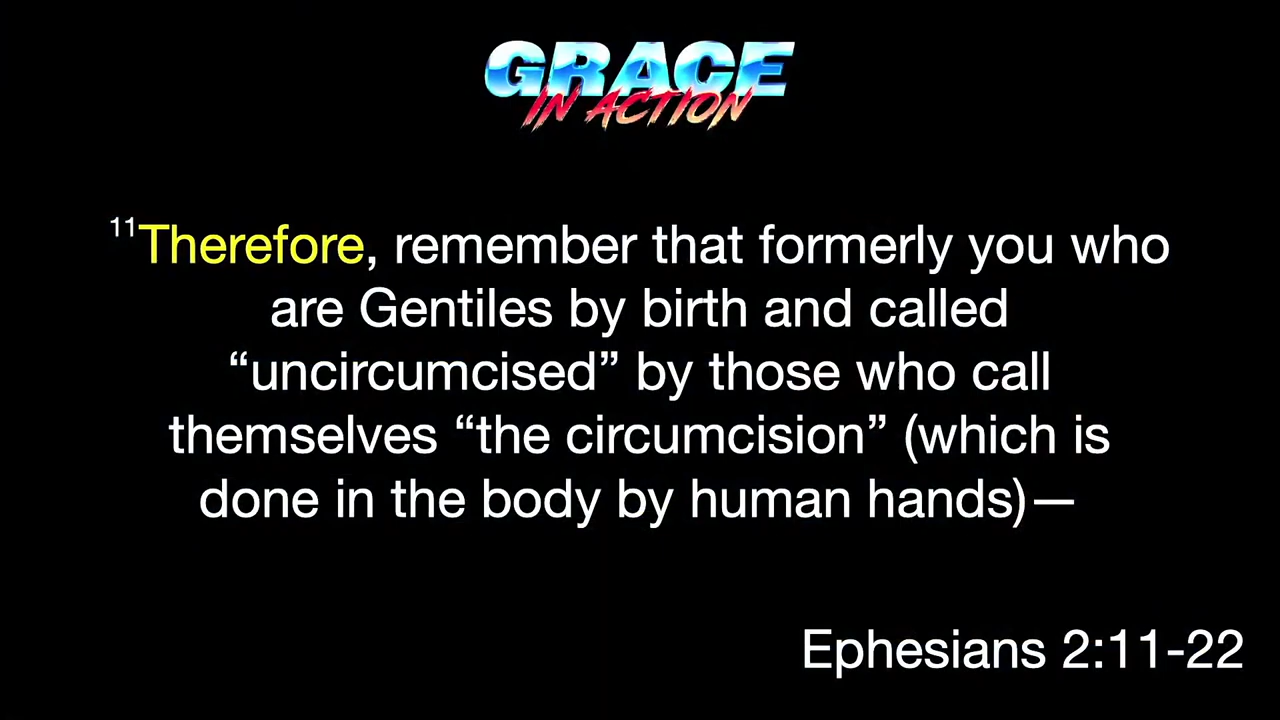 GRACE
IN ACTION
11Therefore, remember that formerly you who
are Gentiles by birth and called
“uncircumcised” by those who call
themselves “the circumcision” (which is
done in the body by human hands)—
Ephesians 2:11-22